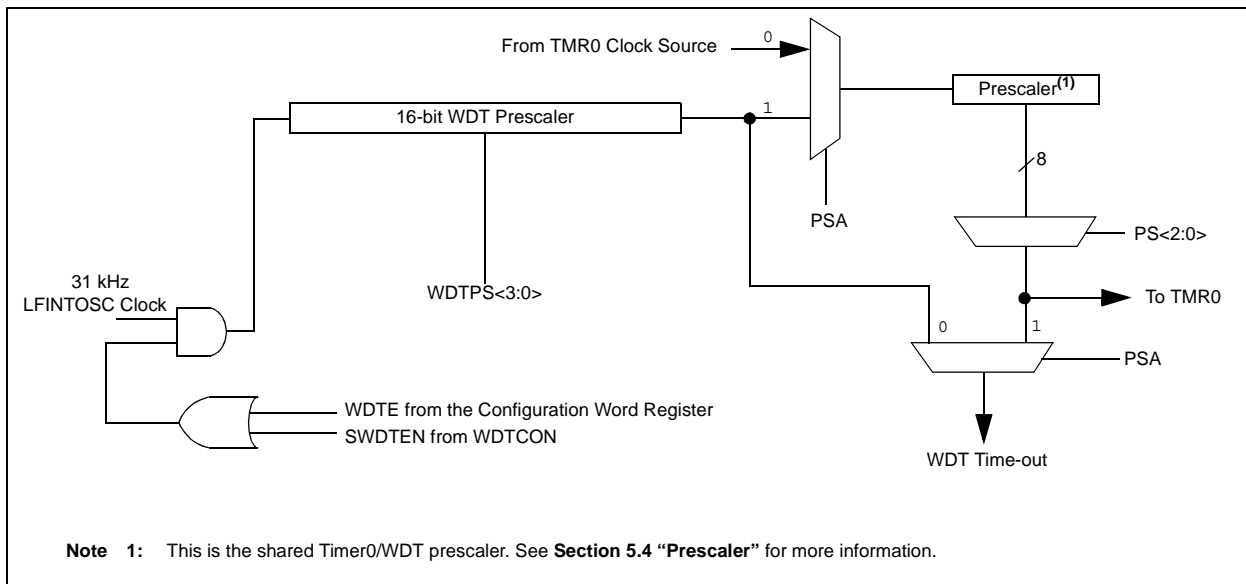 From TMR0 Clock Source
0
Prescaler(1)
16-bit WDT Prescaler
1
8
PSA
PS<2:0>
31 kHz
LFINTOSC Clock
WDTPS<3:0>
To TMR0
0
1
PSA
WDTE from the Configuration Word Register
SWDTEN from WDTCON
WDT Time-out
Note 1: This is the shared Timer0/WDT prescaler. See Section 5.4 “Prescaler” for more information.